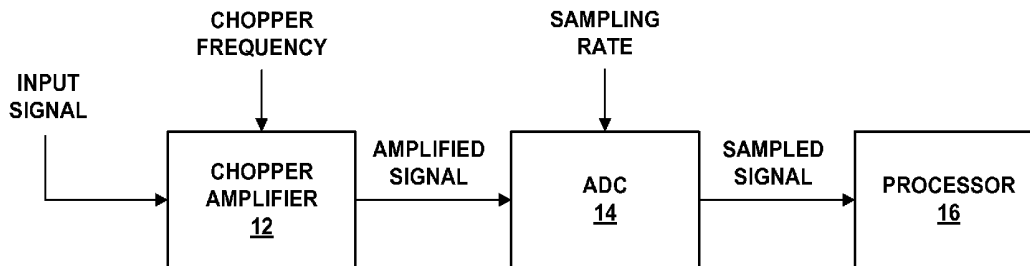 CHOPPER
FREQUENCY
SAMPLING
RATE
INPUT
SIGNAL
CHOPPER
AMPLIFIER
12
AMPLIFIED
SIGNAL
ADC
14
SAMPLED
SIGNAL
PROCESSOR
16